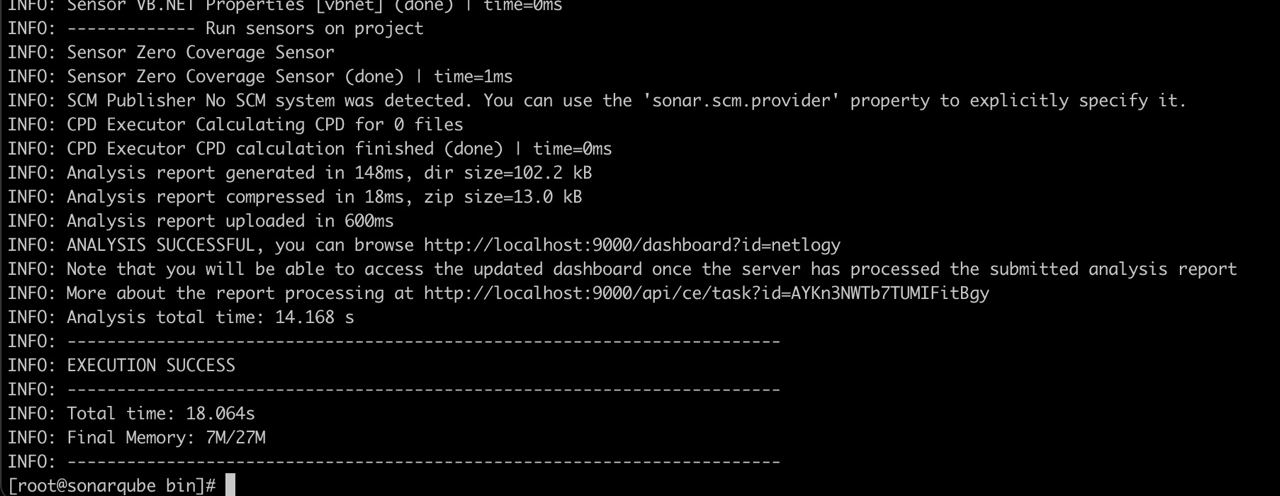 INFO: Sensor VB.NET Properties [vbnet] (done) | time=0ms
INFO: ------------- Run sensors on project
INFO: Sensor Zero Coverage Sensor
INFO: Sensor Zero Coverage Sensor (done) | time=1ms
INFO: SCM Publisher No SCM system was detected. You can use the 'sonar.scm.provider' property to explicitly specify it.
INFO: CPD Executor Calculating CPD for 0 files
INFO: CPD Executor CPD calculation finished (done) | time=0ms
INFO: Analysis report generated in 148ms, dir size=102.2 kB
INFO: Analysis report compressed in 18ms, zip size=13.0 kB
INFO: Analysis report uploaded in 600ms
INFO: ANALYSIS SUCCESSFUL, you can browse http://localhost:9000/dashboard?id=netlogy
INFO: Note that you will be able to access the updated dashboard once the server has processed the submitted analysis report
INFO: More about the report processing at http://localhost:9000/api/ce/task?id=AYKn3NWTb7TUMIFitBgy
INFO: Analysis total time: 14.168 s
INFO: ------------------------------------------------------------------------
INFO: EXECUTION SUCCESS
INFO: ------------------------------------------------------------------------
INFO: Total time: 18.064s
INFO: Final Memory: 7M/27M
INFO: ------------------------------------------------------------------------
[root@sonarqube bin]#